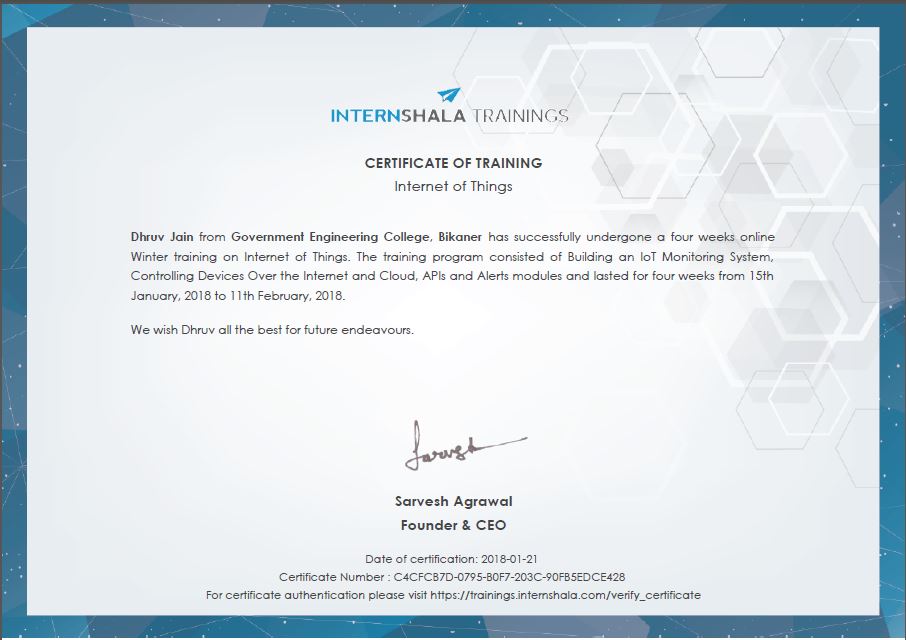 INTERNSHALA TRAININGS
CERTIFICATE OF TRAINING
Internet of Things
Dhruv Jain from Government Engineering College, Bikaner has successfully undergone a four weeks online
Winter training on Internet of Things. The training program consisted of Building an IoT Monitoring System,
Controlling Devices Over the Internet and Cloud, APIs and Alerts modules and lasted for four weeks from 15th
January, 2018 to 11th February, 2018.
We wish Dhruv all the best for future endeavours.
Sarvesh
Sarvesh Agrawal
Founder & CEO
Date of certification: 2018-01-21
Certificate Number : C4CFCB7D-0795-B0F7-203C-90FB5EDCE428
For certificate authentication please visit https://trainings.internshala.com/verify_certificate